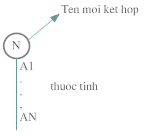 Ten moi ket hop
N
A1
.
.
.
thuoc tinh
AN